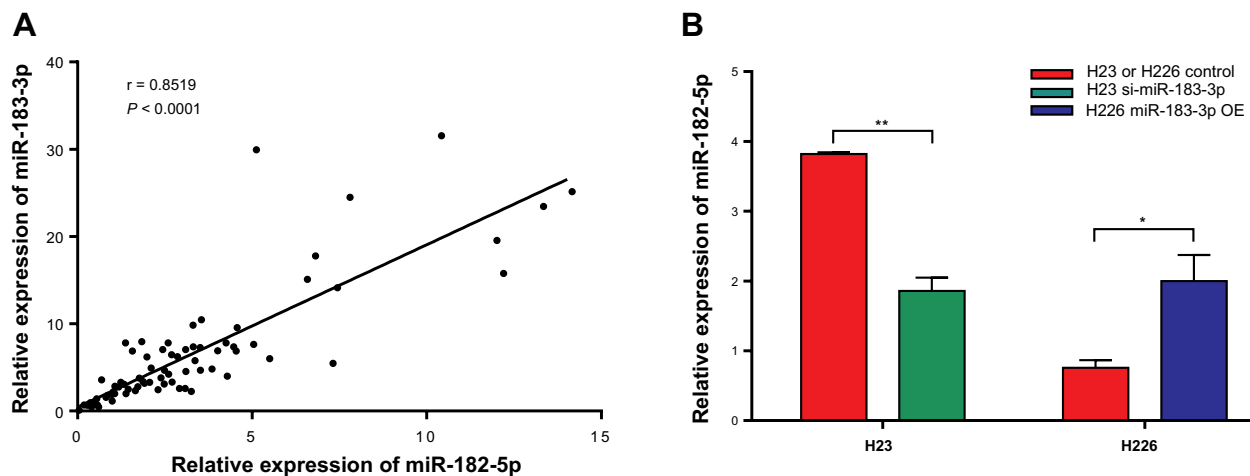 A
Relative expression of miR-183-3p
40
30
20
10
0
r = 0.8519
P < 0.0001
0 5 10 15
Relative expression of miR-182-5p
B
Relative expression of miR-182-5p
5
4
3
2
1
0
H23 or H226 control
H23 si-miR-183-3p
H226 miR-183-3p OE
**
*
H23 H226